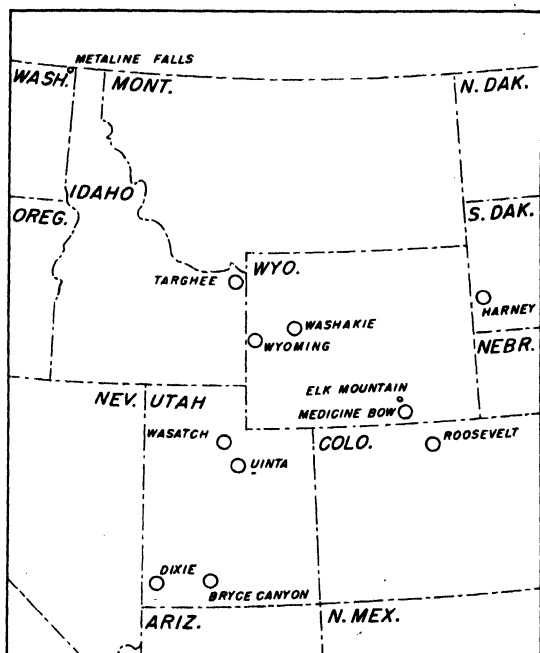 METALINE FALLS
WASH.
MONT.
N. DAK.
IDAHO
OREG.
S. DAK.
WYO.
TARGHEE
HARNEY
WASHAKIE
WYOMING
NEBR.
ELK MOUNTAIN
NEV.
UTAH
MEDICINE BOW
WASATCH
COLO.
ROOSEVELT
UINTA
DIXIE
BRYCE CANYON
ARIZ.
N. MEX.